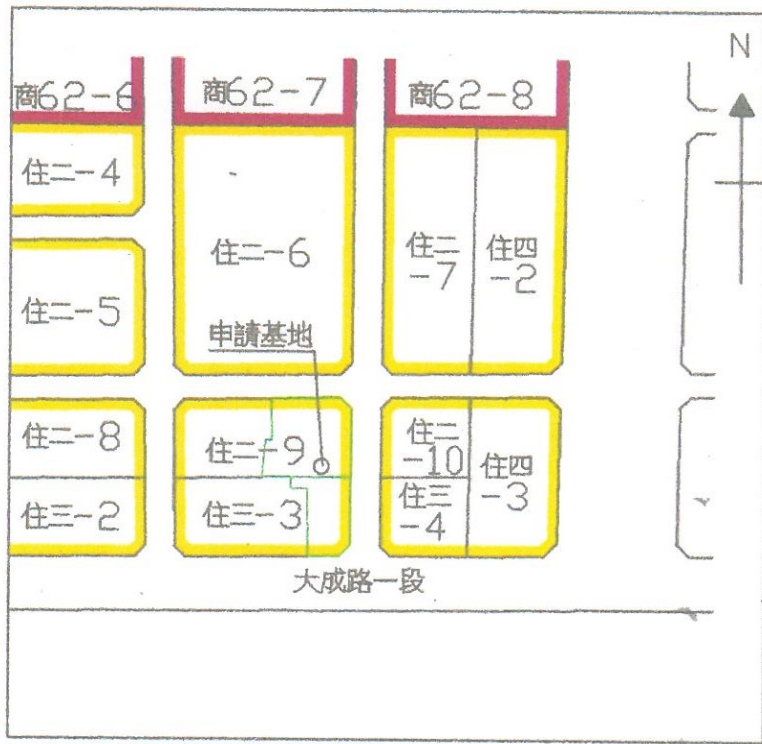 N
商62-6
商62-7
商62-8
住二-4
住二-6
住二
-7
住四
-2
住二-5
申請基地
住二-8
住二-9
住二
-10
住四
-3
住三-2
住三-3
住三
-4
大成路一段